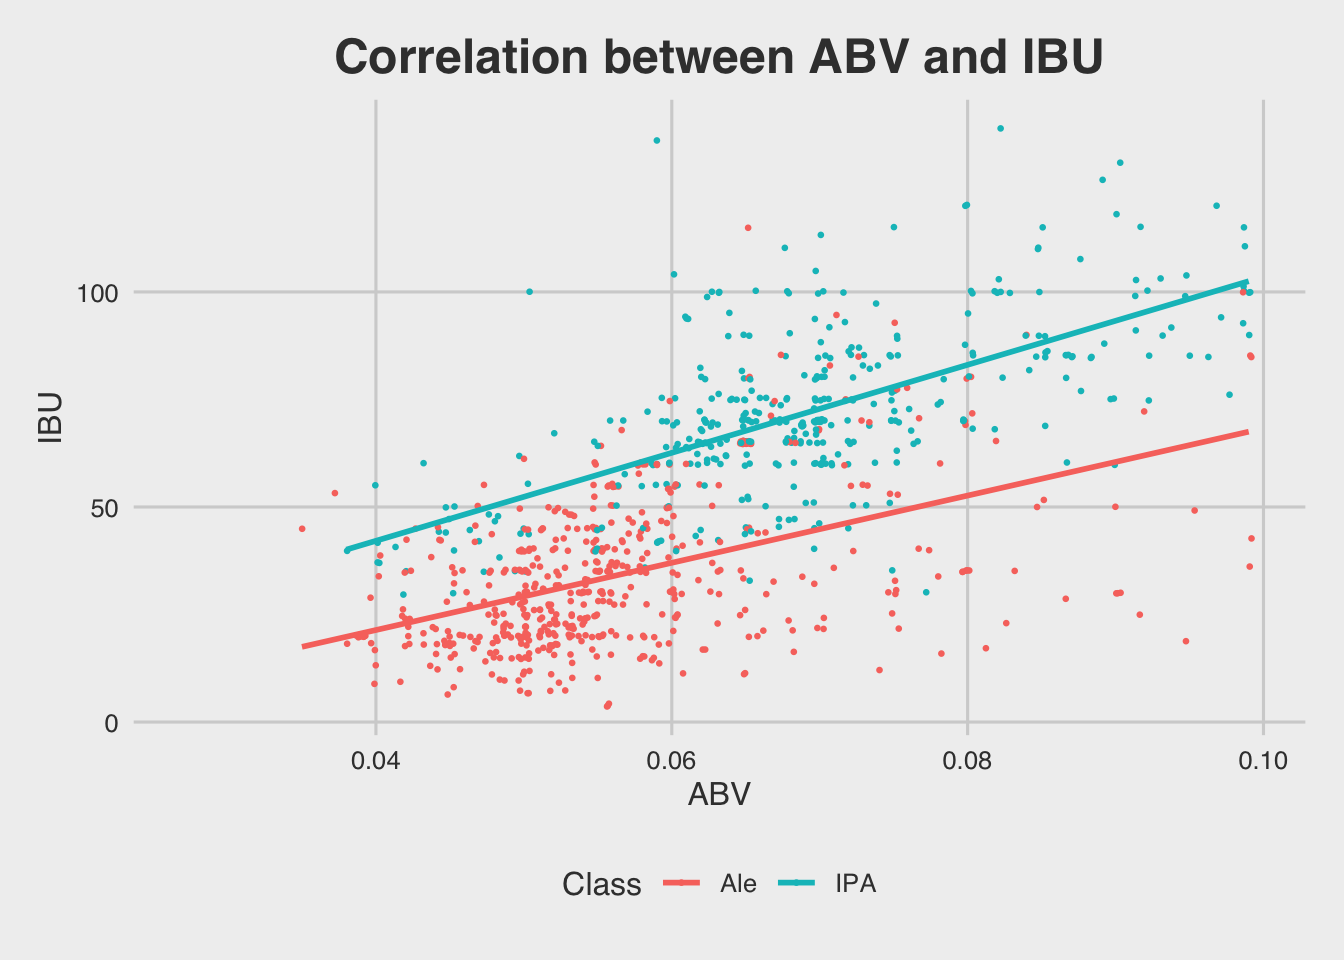 Correlation between ABV and IBU
IBU
100
50
0
0.04 0.06 0.08 0.10
ABV
Class Ale IPA